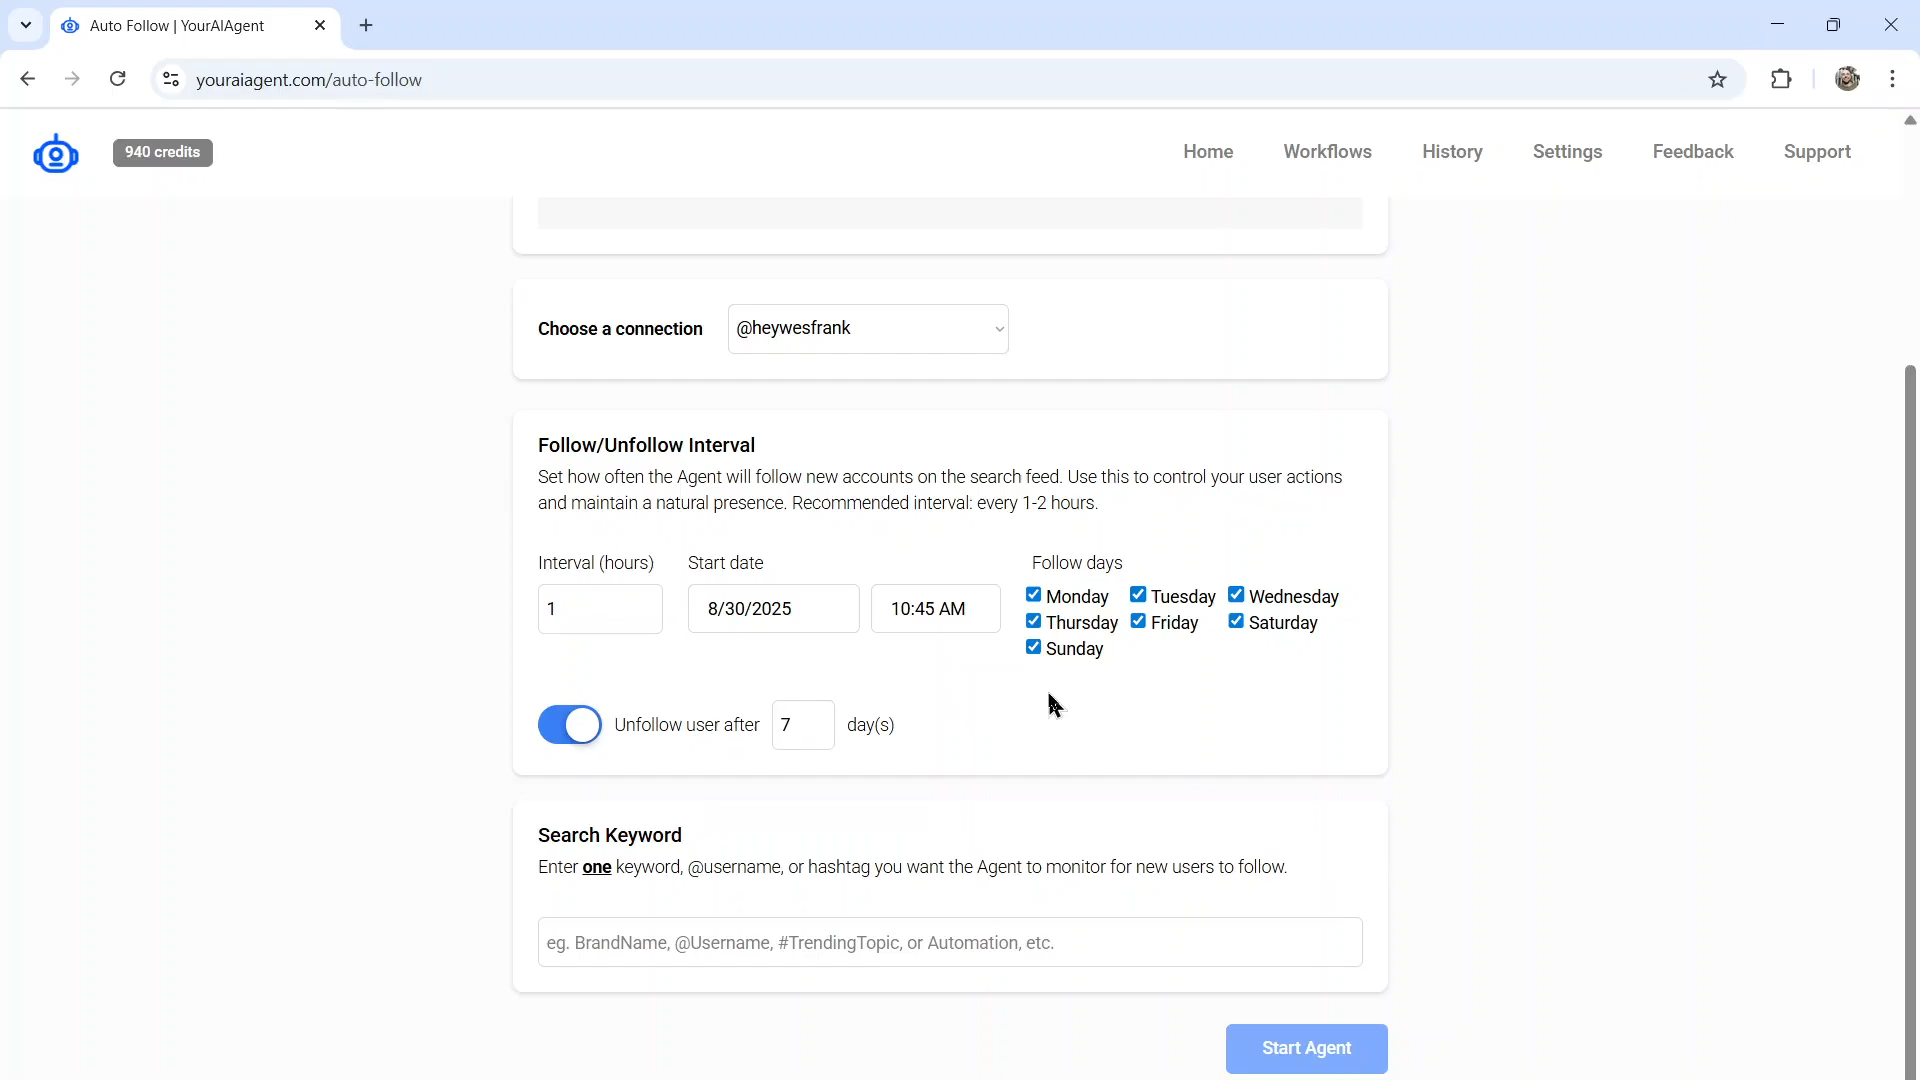 Auto Follow | YourAIAgent
youraiagent.com/auto-follow
940 credits
Home Workflows History Settings Feedback Support
Choose a connection @heywesfrank
Follow/Unfollow Interval
Set how often the Agent will follow new accounts on the search feed. Use this to control your user actions
and maintain a natural presence. Recommended interval: every 1-2 hours.
Interval (hours) Start date Follow days
1 8/30/2025 10:45 AM
Monday Tuesday Wednesday
Thursday Friday Saturday
Sunday
Unfollow user after 7 day(s)
Search Keyword
Enter one keyword, @username, or hashtag you want the Agent to monitor for new users to follow.
eg. BrandName, @Username, #TrendingTopic, or Automation, etc.
Start Agent